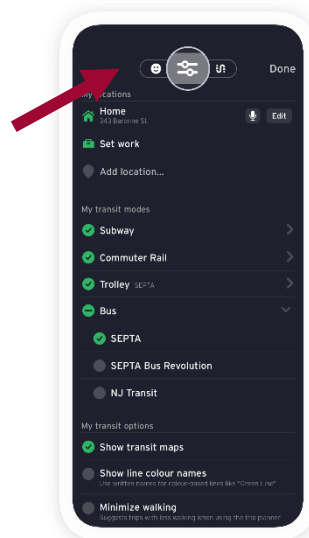 Done
My locations
Home
343 Baronne St.
Edit
Set work
Add location...
My transit modes
Subway
Commuter Rail
Trolley SEPTA
Bus
SEPTA
SEPTA Bus Revolution
NJ Transit
My transit options
Show transit maps
Show line colour names
Use written names for colour-based lines like "Green Line"
Minimize walking
Suggests trips with less walking when using the trip planner